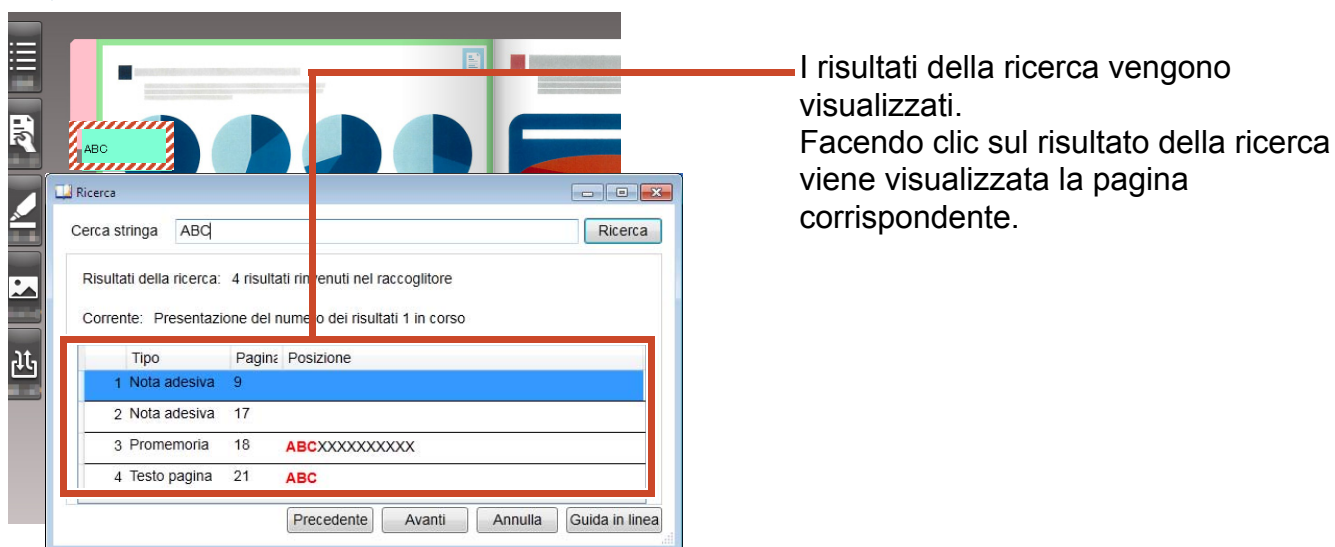 I risultati della ricerca vengono
visualizzati.
Facendo clic sul risultato della ricerca
viene visualizzata la pagina
corrispondente.
ABC
Ricerca
Cerca stringa ABC Ricerca
Risultati della ricerca: 4 risultati rinvenuti nel raccoglitore
Corrente: Presentazione del numero dei risultati 1 in corso
Tipo Pagina Posizione
1 Nota adesiva 9
2 Nota adesiva 17
3 Promemoria 18 ABCXXXXXXXXXX
4 Testo pagina 21 ABC
Precedente Avanti Annulla Guida in linea